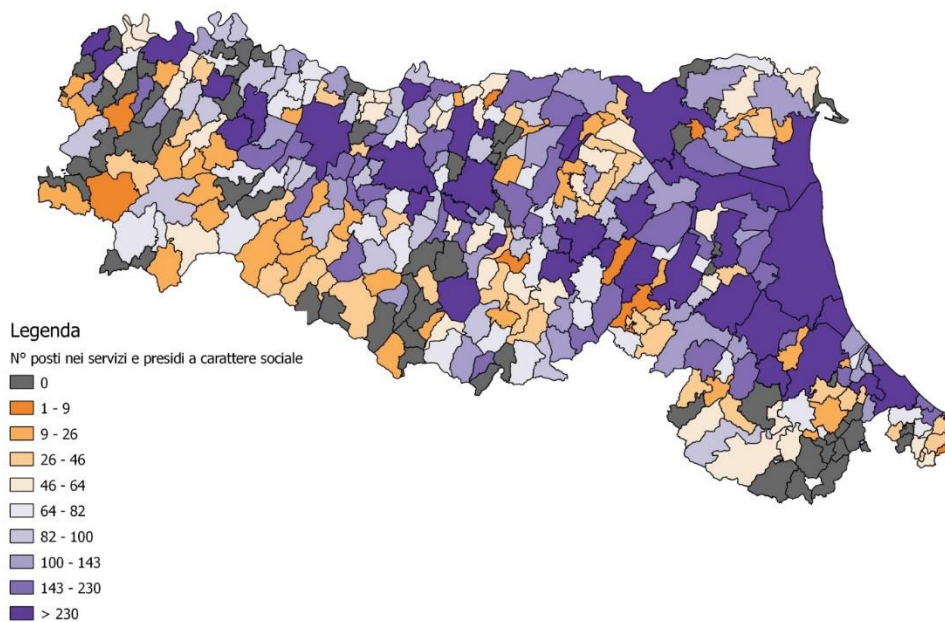 Legenda
N° posti nei servizi e presidi a carattere sociale
0
1 - 9
9 - 26
26 - 46
46 - 64
64 - 82
82 - 100
100 - 143
143 - 230
> 230